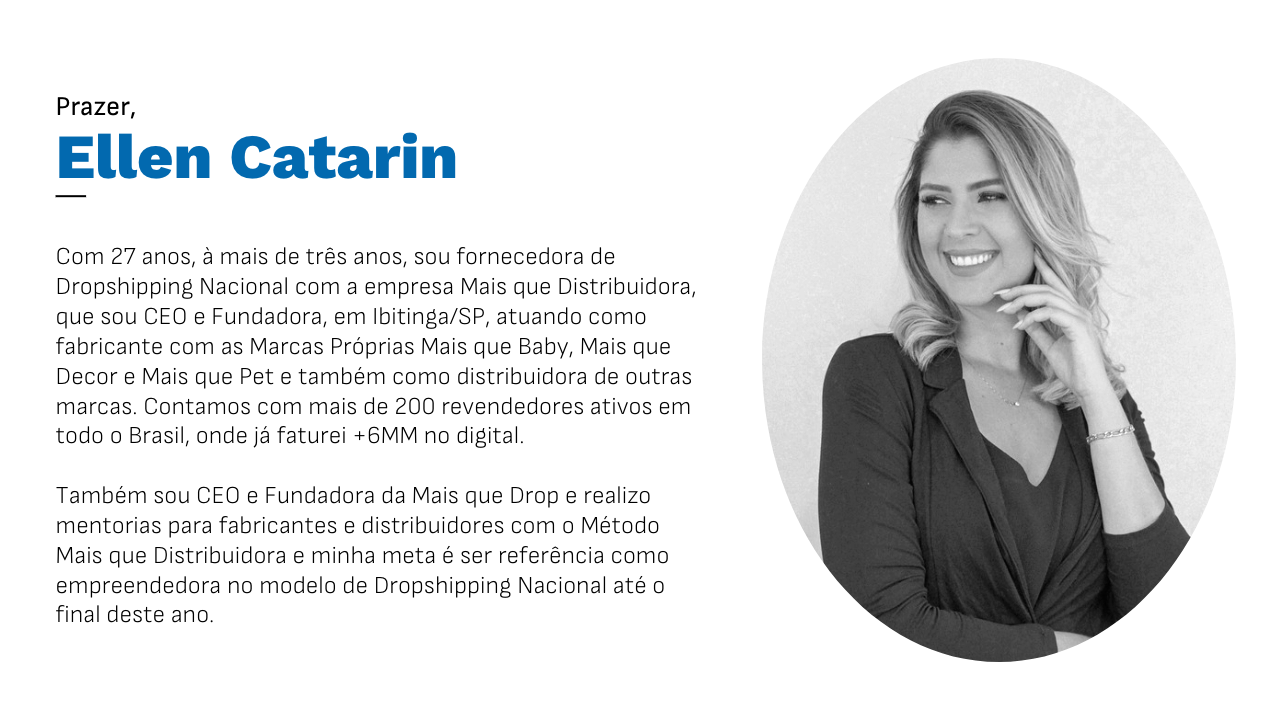 Prazer,
Ellen Catarin
Com 27 anos, à mais de três anos, sou fornecedora de
Dropshipping Nacional com a empresa Mais que Distribuidora,
que sou CEO e Fundadora, em Ibitinga/SP, atuando como
fabricante com as Marcas Próprias Mais que Baby, Mais que
Decor e Mais que Pet e também como distribuidora de outras
marcas. Contamos com mais de 200 revendedores ativos em
todo o Brasil, onde já faturei +6MM no digital.
Também sou CEO e Fundadora da Mais que Drop e realizo
mentorias para fabricantes e distribuidores com o Método
Mais que Distribuidora e minha meta é ser referência como
empreendedora no modelo de Dropshipping Nacional até o
final deste ano.